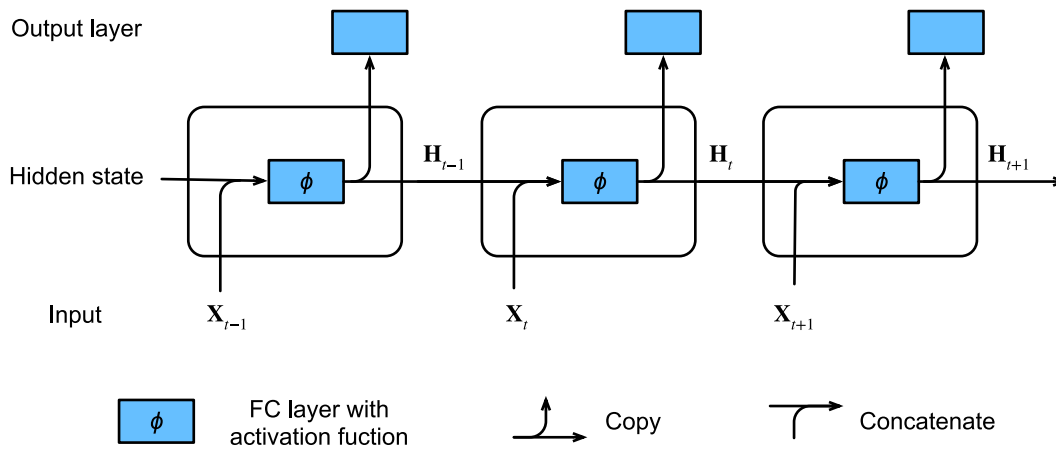 Output layer
Hidden state
ϕ
H_{t−1}
ϕ
H_t
ϕ
H_{t+1}
Input
X_{t−1}
X_t
X_{t+1}
ϕ
FC layer with
activation fuction
Copy
Concatenate